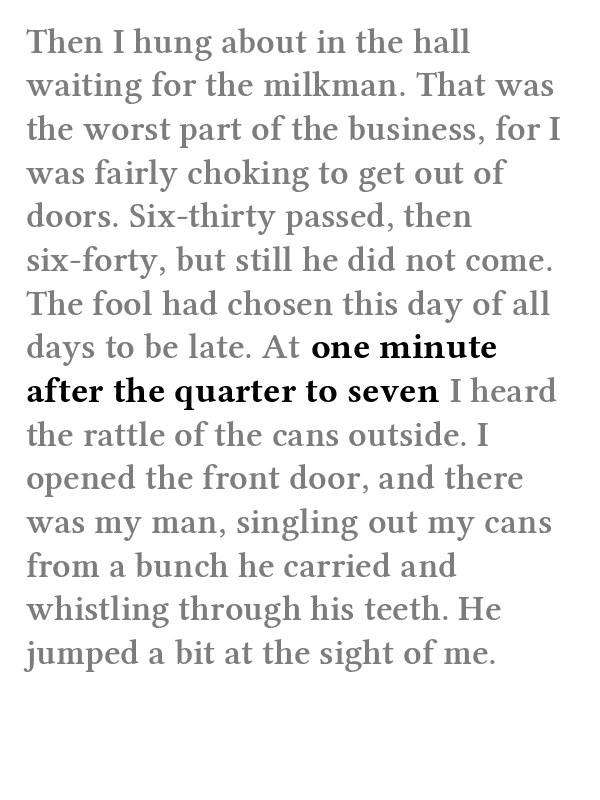 Then I hung about in the hall
waiting for the milkman. That was
the worst part of the business, for I
was fairly choking to get out of
doors. Six-thirty passed, then
six-forty, but still he did not come.
The fool had chosen this day of all
days to be late. At one minute
after the quarter to seven I heard
the rattle of the cans outside. I
opened the front door, and there
was my man, singling out my cans
from a bunch he carried and
whistling through his teeth. He
jumped a bit at the sight of me.